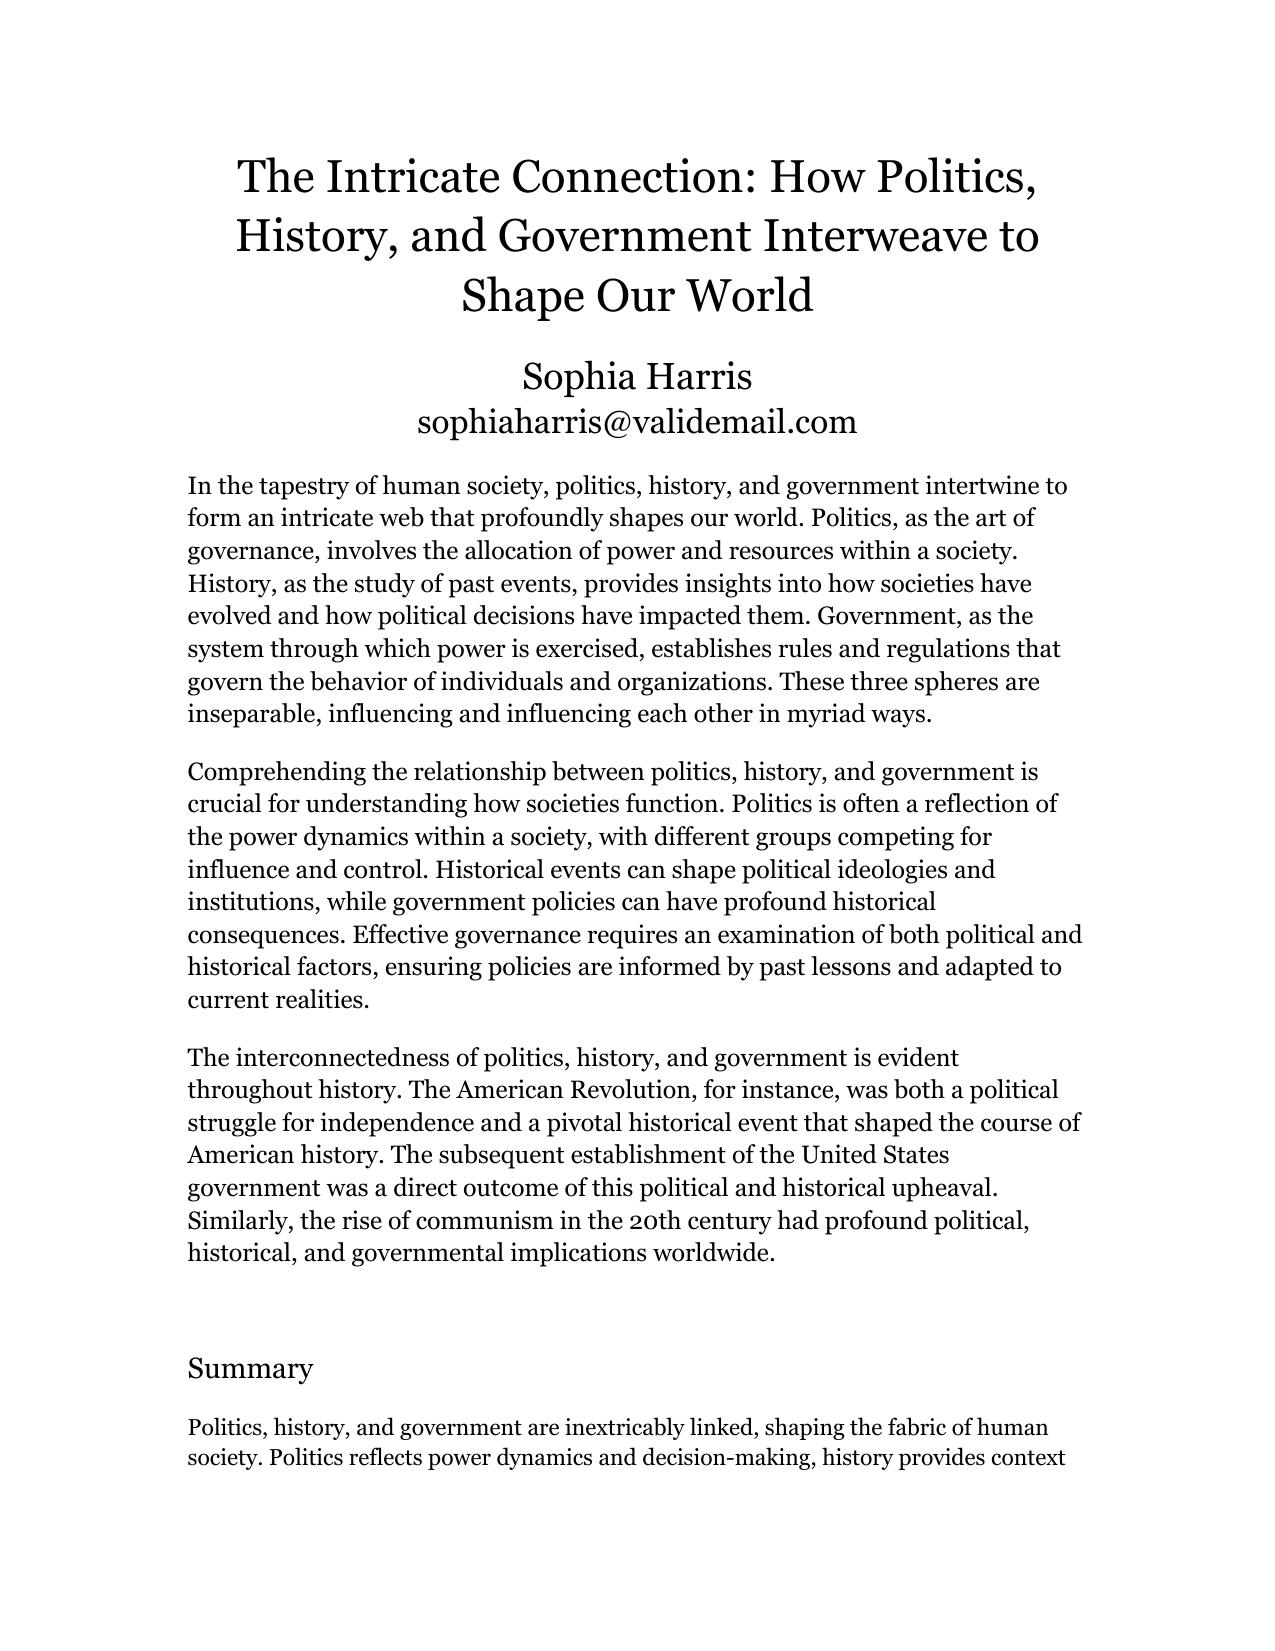 The Intricate Connection: How Politics,
History, and Government Interweave to
Shape Our World
Sophia Harris
sophiaharris@validemail.com
In the tapestry of human society, politics, history, and government intertwine to
form an intricate web that profoundly shapes our world. Politics, as the art of
governance, involves the allocation of power and resources within a society.
History, as the study of past events, provides insights into how societies have
evolved and how political decisions have impacted them. Government, as the
system through which power is exercised, establishes rules and regulations that
govern the behavior of individuals and organizations. These three spheres are
inseparable, influencing and influencing each other in myriad ways.
Comprehending the relationship between politics, history, and government is
crucial for understanding how societies function. Politics is often a reflection of
the power dynamics within a society, with different groups competing for
influence and control. Historical events can shape political ideologies and
institutions, while government policies can have profound historical
consequences. Effective governance requires an examination of both political and
historical factors, ensuring policies are informed by past lessons and adapted to
current realities.
The interconnectedness of politics, history, and government is evident
throughout history. The American Revolution, for instance, was both a political
struggle for independence and a pivotal historical event that shaped the course of
American history. The subsequent establishment of the United States
government was a direct outcome of this political and historical upheaval.
Similarly, the rise of communism in the 20th century had profound political,
historical, and governmental implications worldwide.
Summary
Politics, history, and government are inextricably linked, shaping the fabric of human
society. Politics reflects power dynamics and decision-making, history provides context